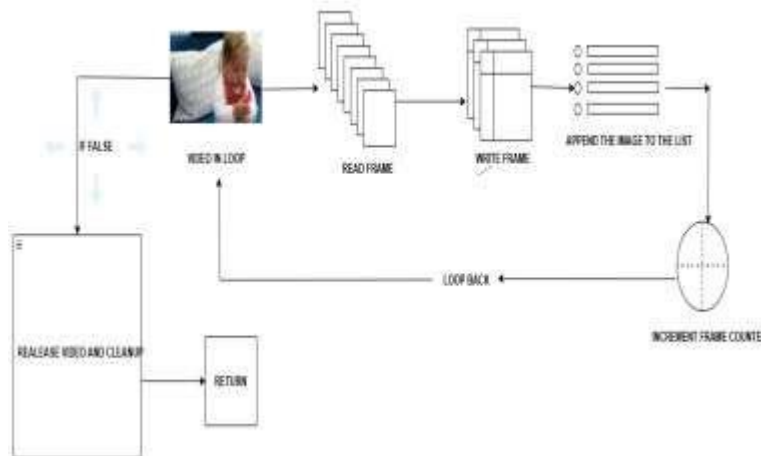 IF FALSE
VIDEO IN LOOP
READ FRAME
WRITE FRAME
APPEND THE IMAGE TO THE LIST
LOOP BACK
INCREMENT FRAME COUNTE
REALEASE VIDEO AND CLEANUP
RETURN